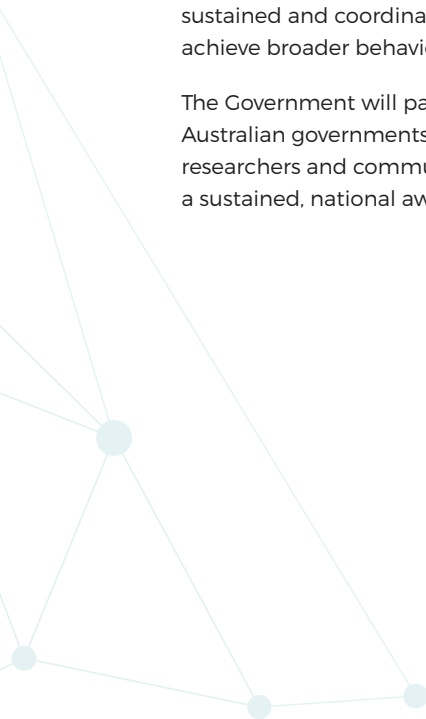 sustained and coordina
achieve broader behavi
The Government will pa
Australian governments
researchers and commu
a sustained, national aw